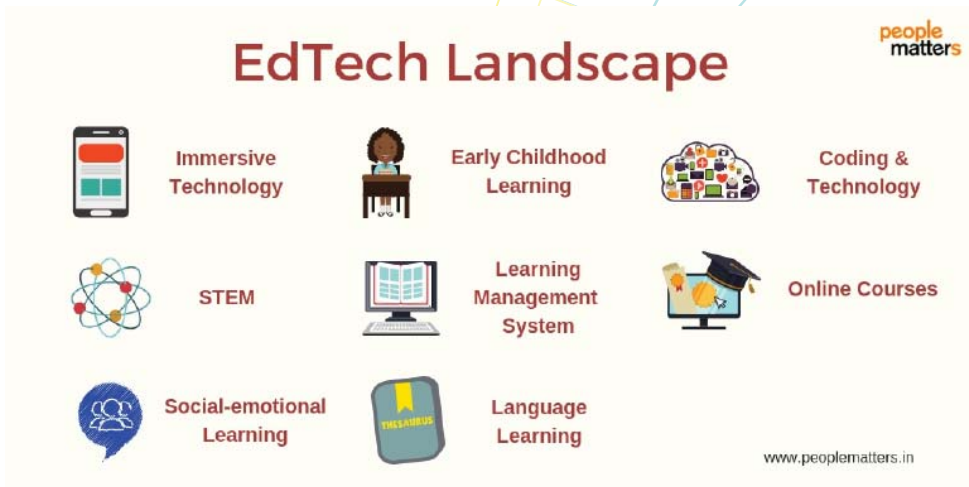 people
matters
EdTech Landscape
Immersive
Technology
Early Childhood
Learning
Coding &
Technology
STEM
Learning
Management
System
Online Courses
Social-emotional
Learning
THESAURUS
Language
Learning
www.peoplematters.in